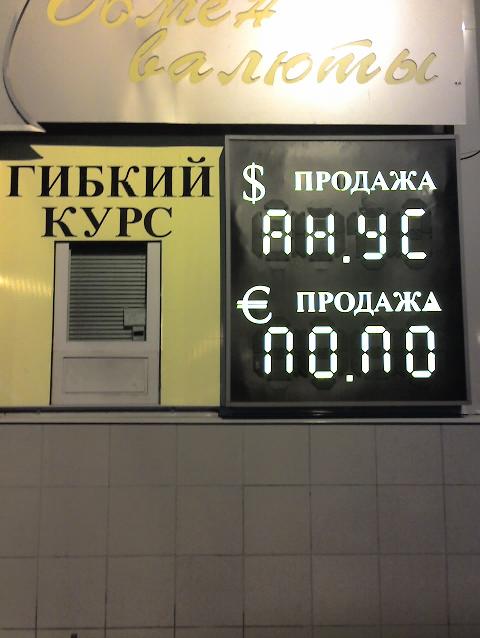 Обмен
валюты
ГИБКИЙ
КУРС
$ ПРОДАЖА
АН.УС
€ ПРОДАЖА
ПО.ПО